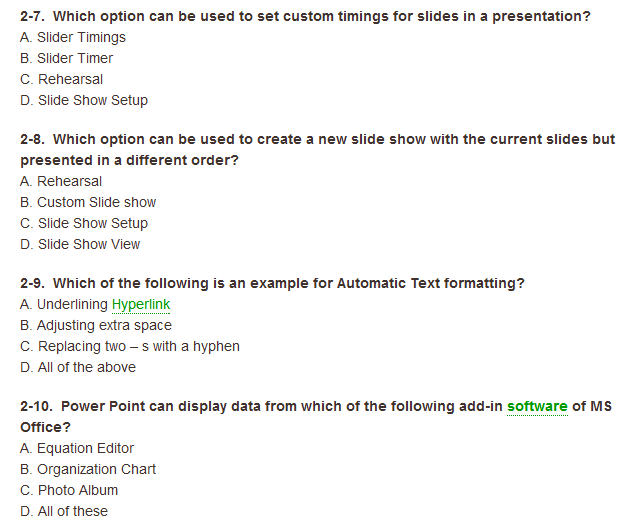 2-7.  Which option can be used to set custom timings for slides in a presentation?
A. Slider Timings
B. Slider Timer
C. Rehearsal
D. Slide Show Setup
2-8.  Which option can be used to create a new slide show with the current slides but
presented in a different order?
A. Rehearsal
B. Custom Slide show
C. Slide Show Setup
D. Slide Show View
2-9.  Which of the following is an example for Automatic Text formatting?
A. Underlining Hyperlink
B. Adjusting extra space
C. Replacing two – s with a hyphen
D. All of the above
2-10.  Power Point can display data from which of the following add-in software of MS
Office?
A. Equation Editor
B. Organization Chart
C. Photo Album
D. All of these